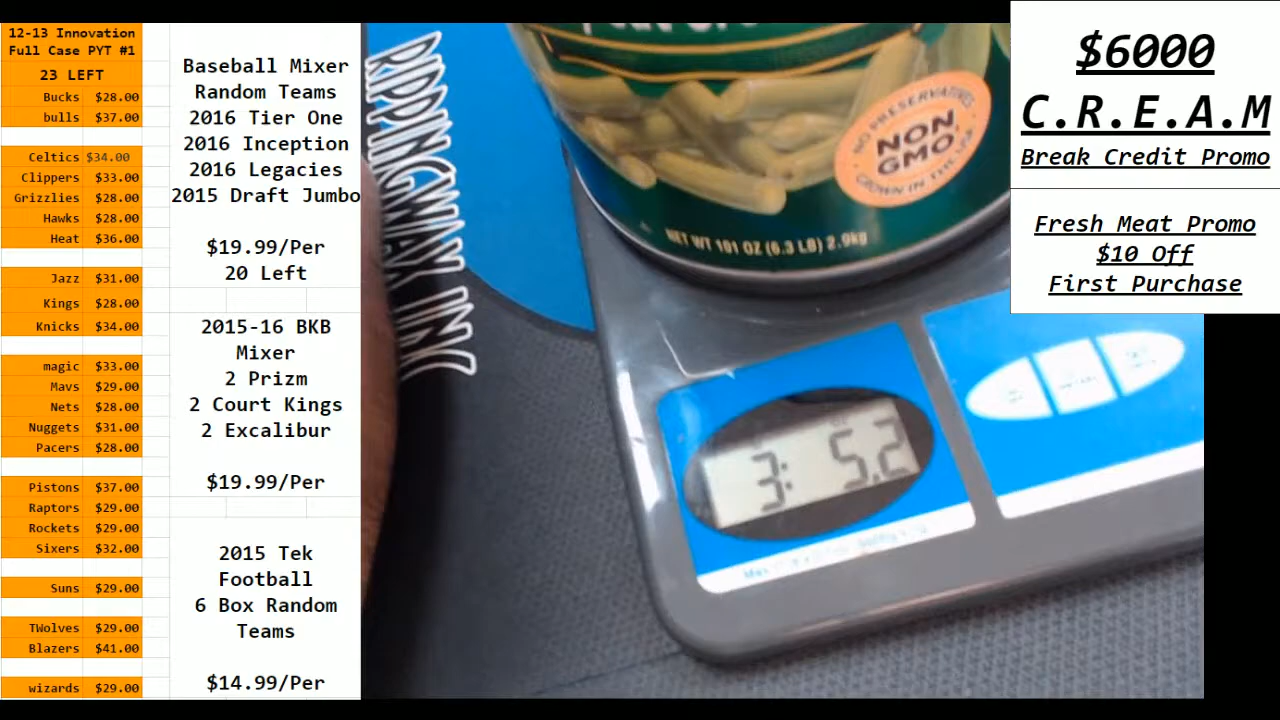 12-13 Innovation
Full Case PYT #1
23 LEFT
Bucks $28.00
bulls $37.00
Celtics $34.00
Clippers $33.00
Grizzlies $28.00
Hawks $28.00
Heat $36.00
Jazz $31.00
Kings $28.00
Knicks $34.00
magic $33.00
Mavs $29.00
Nets $28.00
Nuggets $31.00
Pacers $28.00
Pistons $37.00
Raptors $29.00
Rockets $29.00
Sixers $32.00
Suns $29.00
TWolves $29.00
Blazers $41.00
wizards $29.00
Baseball Mixer
Random Teams
2016 Tier One
2016 Inception
2016 Legacies
2015 Draft Jumbo
$19.99/Per
20 Left
2015-16 BKB
Mixer
2 Prizm
2 Court Kings
2 Excalibur
$19.99/Per
2015 Tek
Football
6 Box Random
Teams
$14.99/Per
RIPPINGWAX INC
NO PRESERVATIVES
NON
GMO
GROWN IN THE USA
NET WT 101 OZ (6.3 LB) 2.9kg
3: 5.2
$6000
C.R.E.A.M
Break Credit Promo
Fresh Meat Promo
$10 Off
First Purchase